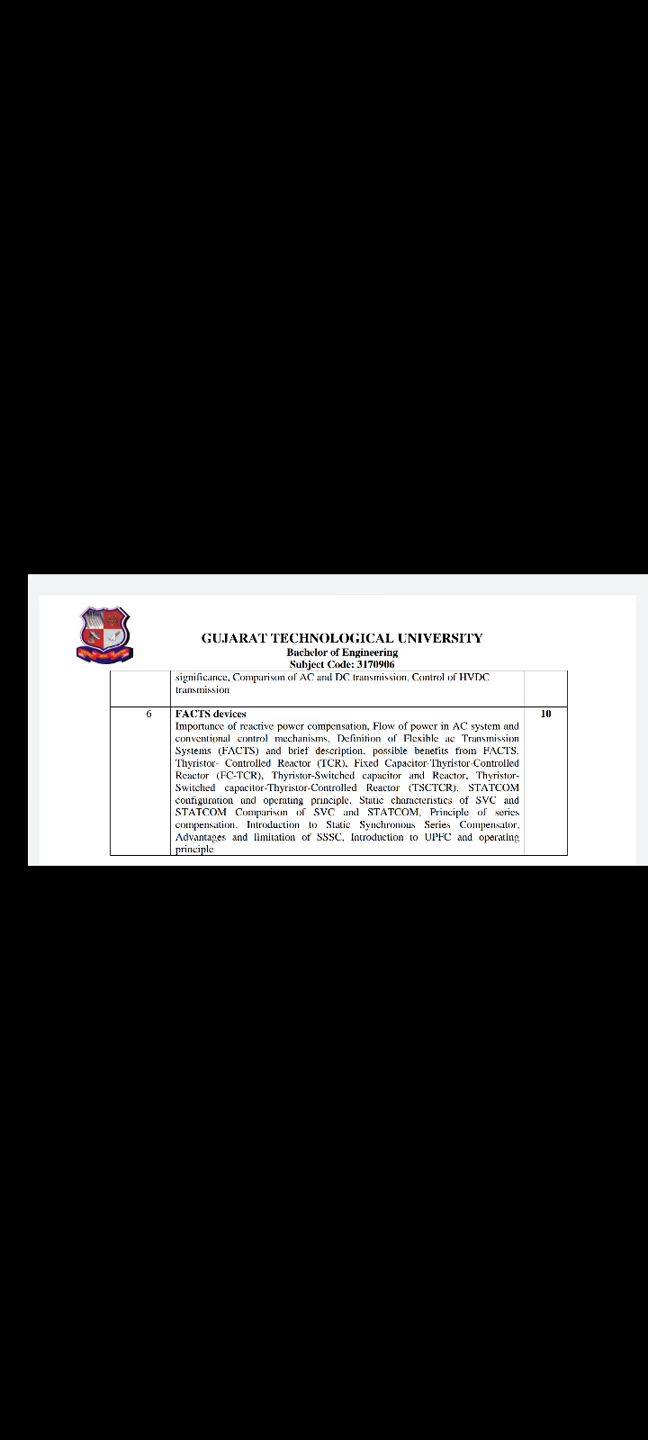 GUJARAT TECHNOLOGICAL UNIVERSITY
Bachelor of Engineering
Subject Code: 3170906
significance, Comparison of AC and DC transmission, Control of HVDC
transmission
6 FACTS devices 10
Importance of reactive power compensation, Flow of power in AC system and
conventional control mechanisms, Definition of Flexible ac Transmission
Systems (FACTS) and brief description, possible benefits from FACTS,
Thyristor- Controlled Reactor (TCR), Fixed Capacitor-Thyristor-Controlled
Reactor (FC-TCR), Thyristor-Switched capacitor and Reactor, Thyristor-
Switched capacitor-Thyristor-Controlled Reactor (TSCTCR), STATCOM
configuration and operating principle, Static characteristics of SVC and
STATCOM Comparison of SVC and STATCOM, Principle of series
compensation, Introduction to Static Synchronous Series Compensator,
Advantages and limitation of SSSC, Introduction to UPFC and operating
principle